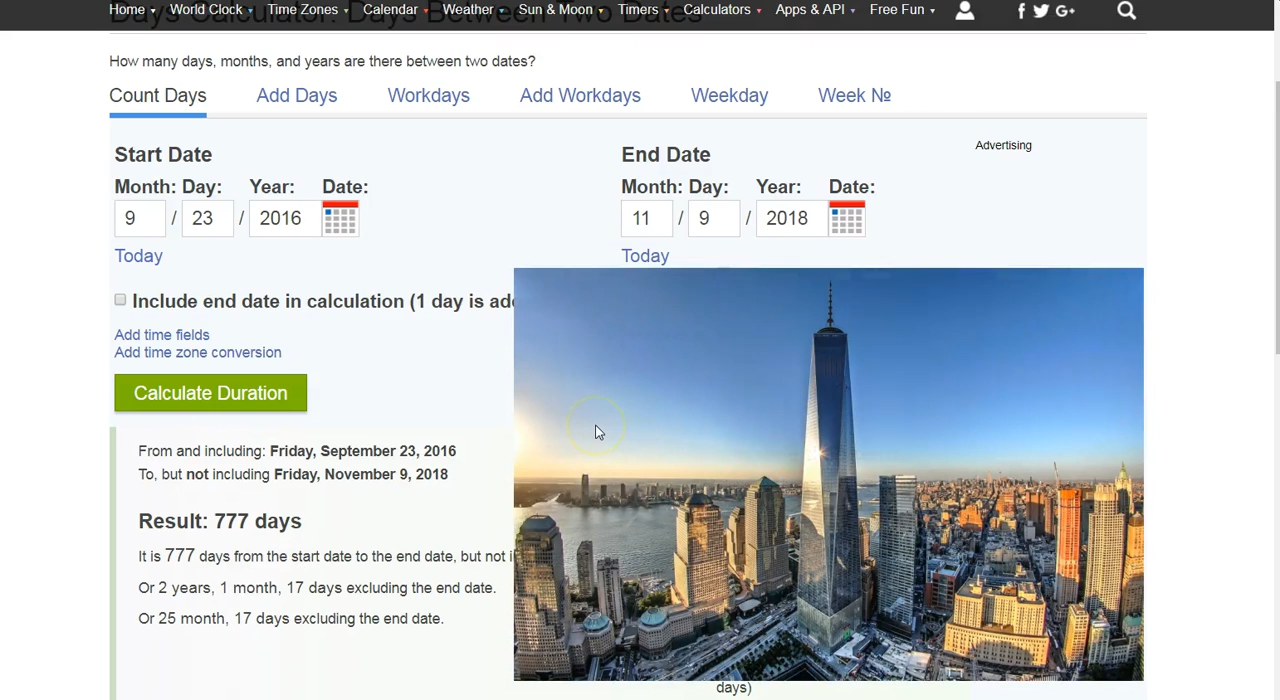 Home World Clock Time Zones Calendar Weather Sun & Moon Timers Calculators Apps & API Free Fun
Days Calculator: Days Between Two Dates
How many days, months, and years are there between two dates?
Count Days Add Days Workdays Add Workdays Weekday Week №
Advertising
Start Date
Month: Day: Year: Date:
9 / 23 / 2016
Today
End Date
Month: Day: Year: Date:
11 / 9 / 2018
Today
Include end date in calculation (1 day is ad
Add time fields
Add time zone conversion
Calculate Duration
From and including: Friday, September 23, 2016
To, but not including Friday, November 9, 2018
Result: 777 days
It is 777 days from the start date to the end date, but not i
Or 2 years, 1 month, 17 days excluding the end date.
Or 25 month, 17 days excluding the end date.
days)